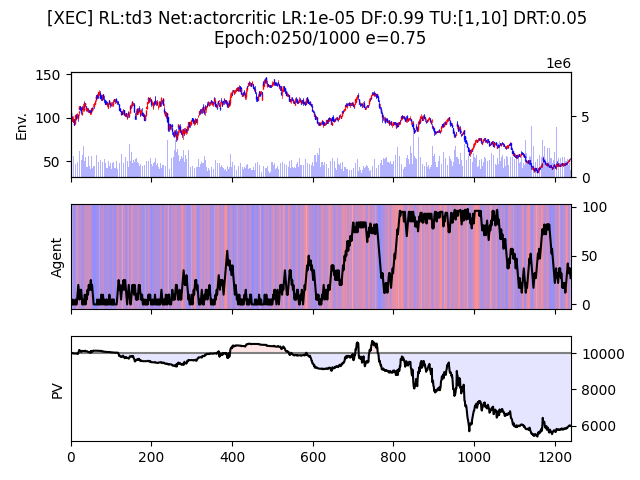 [XEC] RL:td3 Net:actorcritic LR:1e-05 DF:0.99 TU:[1,10] DRT:0.05
Epoch:0250/1000 e=0.75
1e6
150
100
50
Env.
5
0
Agent
100
50
0
PV
10000
8000
6000
0 200 400 600 800 1000 1200